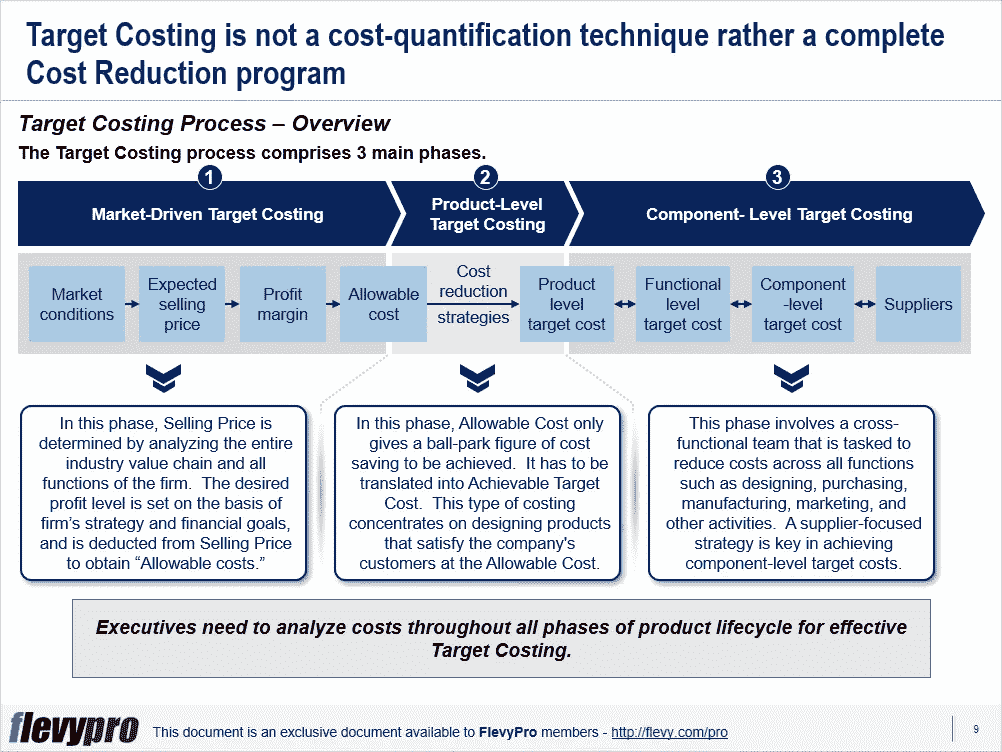 Target Costing is not a cost-quantification technique rather a complete
Cost Reduction program
Target Costing Process – Overview
The Target Costing process comprises 3 main phases.
1
2
3
Market-Driven Target Costing
Product-Level
Target Costing
Component- Level Target Costing
Market
conditions
Expected
selling
price
Profit
margin
Allowable
cost
Cost
reduction
strategies
Product
level
target cost
Functional
level
target cost
Component
-level
target cost
Suppliers
In this phase, Selling Price is
determined by analyzing the entire
industry value chain and all
functions of the firm. The desired
profit level is set on the basis of
firm's strategy and financial goals,
and is deducted from Selling Price
to obtain “Allowable costs.”
In this phase, Allowable Cost only
gives a ball-park figure of cost
saving to be achieved. It has to be
translated into Achievable Target
Cost. This type of costing
concentrates on designing products
that satisfy the company's
customers at the Allowable Cost.
This phase involves a cross-
functional team that is tasked to
reduce costs across all functions
such as designing, purchasing,
manufacturing, marketing, and
other activities. A supplier-focused
strategy is key in achieving
component-level target costs.
Executives need to analyze costs throughout all phases of product lifecycle for effective
Target Costing.
flevypro
This document is an exclusive document available to FlevyPro members - http://flevy.com/pro
9